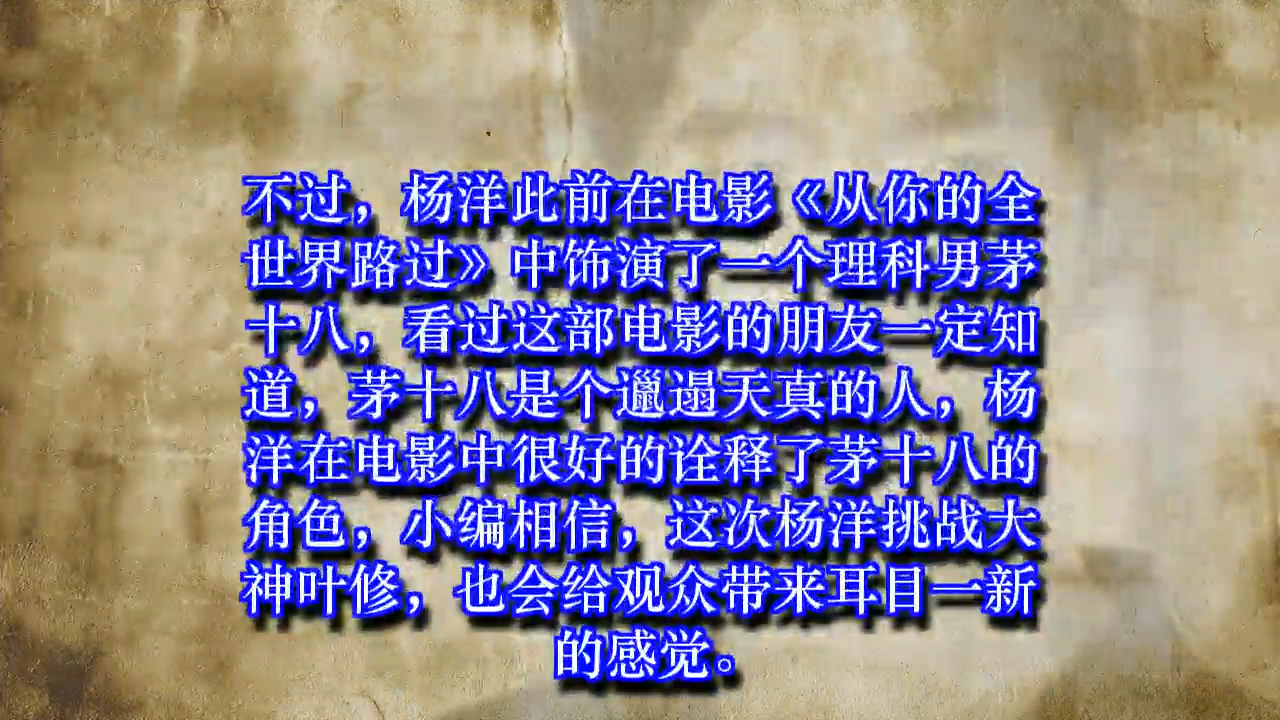 不过，杨洋此前在电影《从你的全
世界路过》中饰演了一个理科男茅
十八，看过这部电影的朋友一定知
道，茅十八是个邋遢天真的人，杨
洋在电影中很好的诠释了茅十八的
角色，小编相信，这次杨洋挑战大
神叶修，也会给观众带来耳目一新
的感觉。